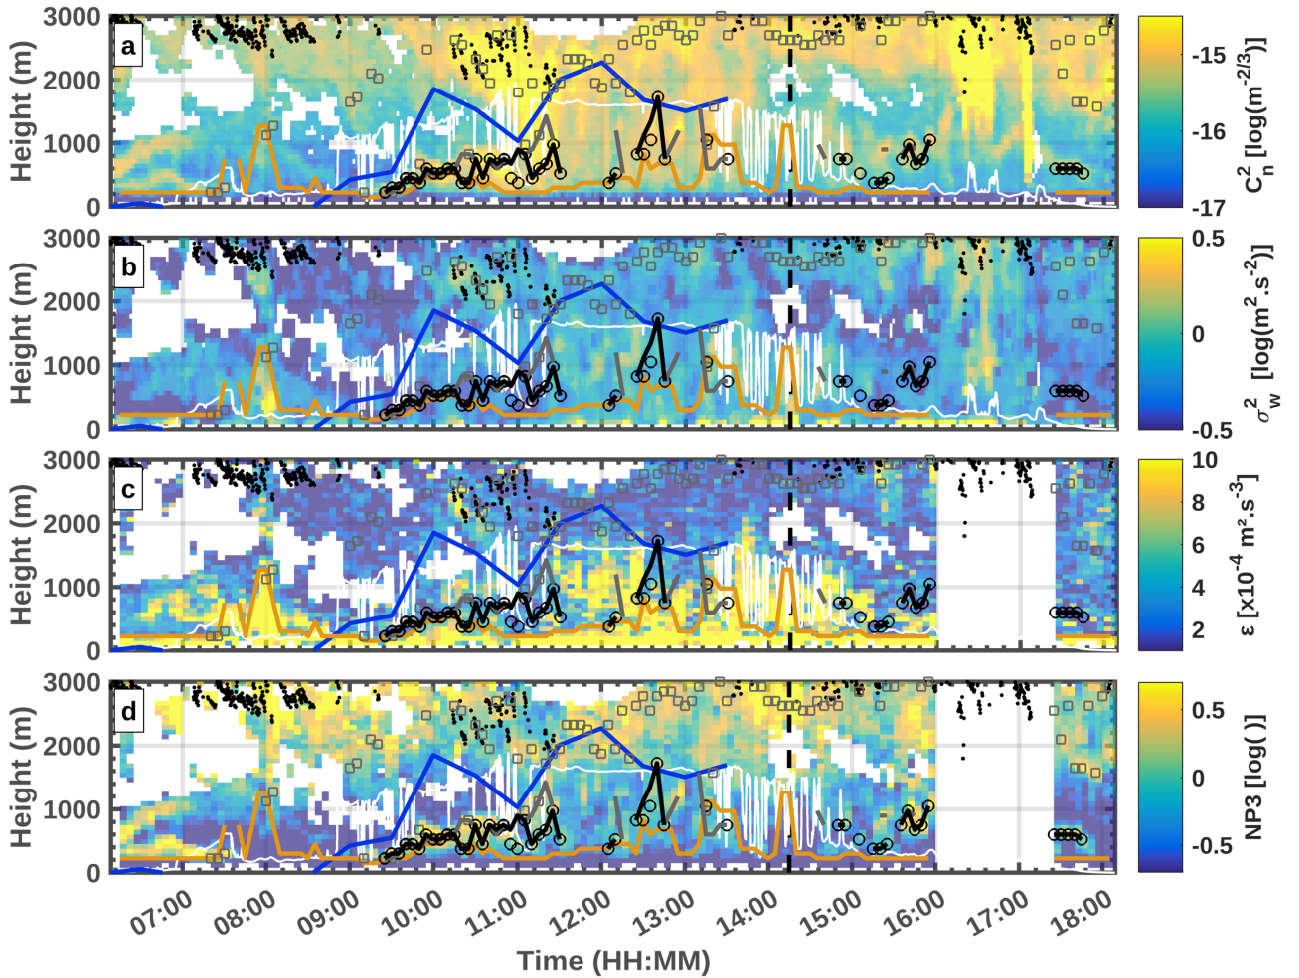 3000
2000
1000
0
Height (m)
a
-15
-16
-17
C_n^2 [log(m^-2/3)]
3000
2000
1000
0
Height (m)
b
0.5
0
-0.5
σ_w^2 [log(m².s⁻²)]
3000
2000
1000
0
Height (m)
c
10
8
6
4
2
ε [x10⁻⁴ m².s⁻³]
3000
2000
1000
0
Height (m)
d
0.5
0
-0.5
NP3 [log( )]
07:00 08:00 09:00 10:00 11:00 12:00 13:00 14:00 15:00 16:00 17:00 18:00
Time (HH:MM)